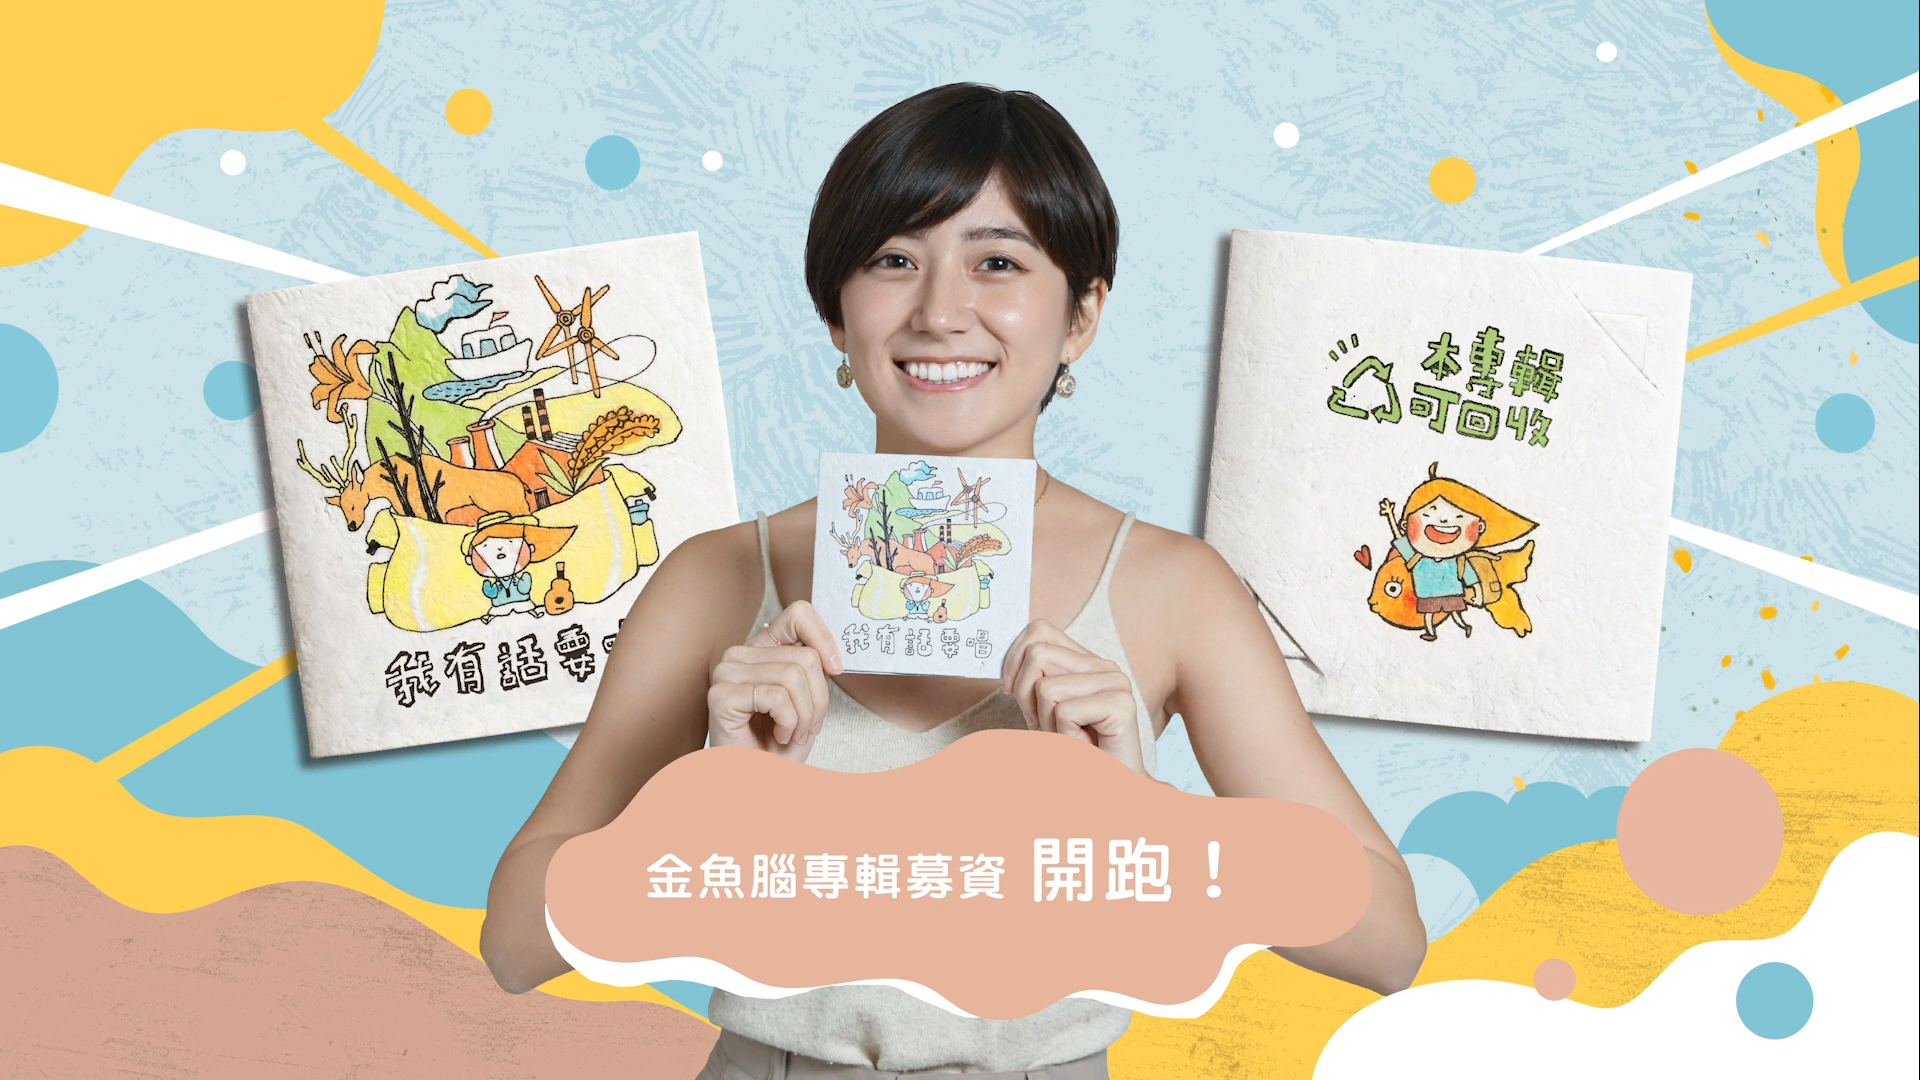 我有話要
我有話要唱
本專輯
可回收
金魚腦專輯募資 開跑！